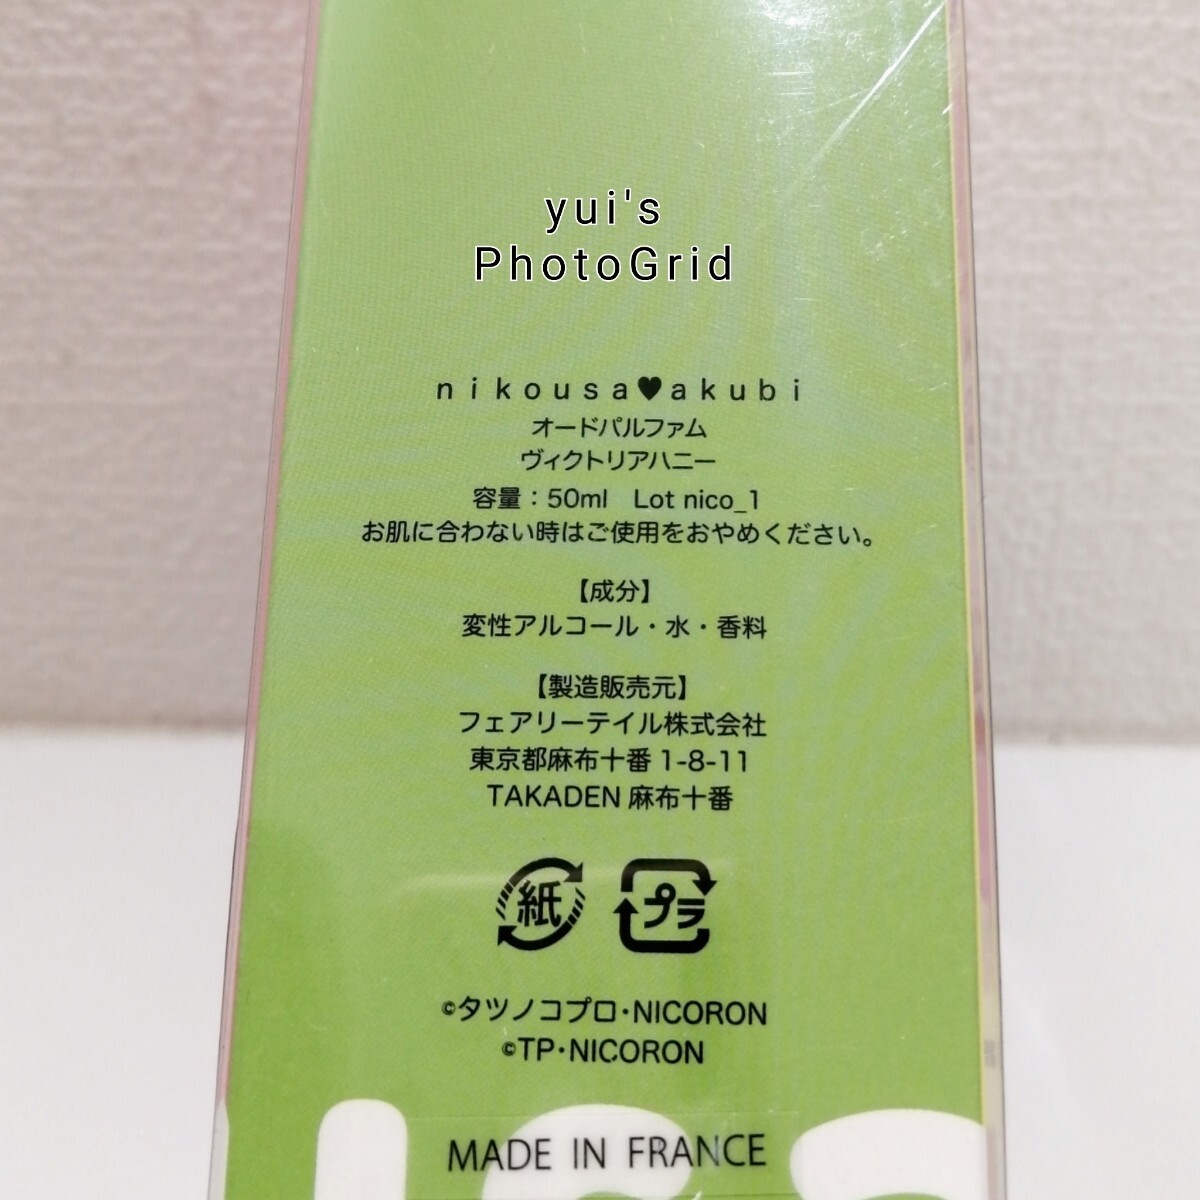 yui's
PhotoGrid
nikousa♥akubi
オードパルファム
ヴィクトリアハニー
容量：50ml　Lot nico_1
お肌に合わない時はご使用をおやめください。
【成分】
変性アルコール・水・香料
【製造販売元】
フェアリーテイル株式会社
東京都麻布十番1-8-11
TAKADEN 麻布十番
紙
プラ
©タツノコプロ・NICORON
©TP・NICORON
MADE IN FRANCE